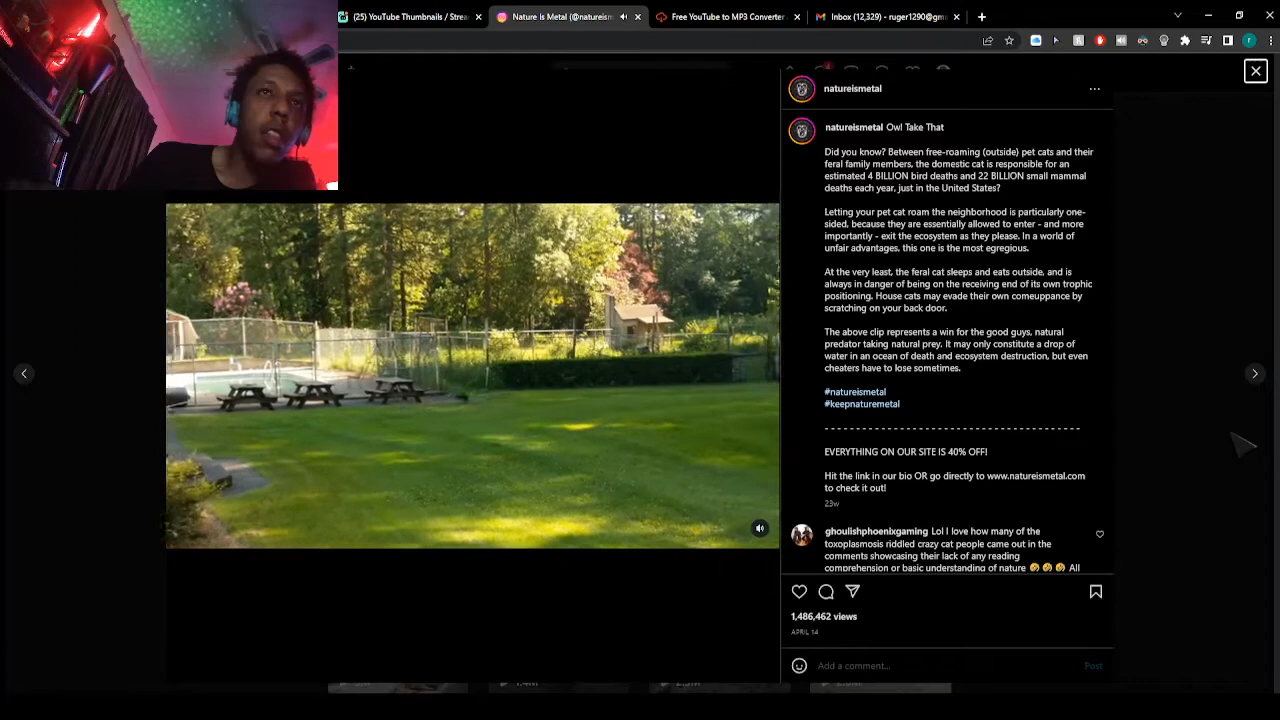 (25) YouTube Thumbnails / Strea
Nature is Metal (@natureism
Free YouTube to MP3 Converter
Inbox (12,329) - ruger1290@gm
natureismetal
natureismetal Owl Take That
Did you know? Between free-roaming (outside) pet cats and their
feral family members, the domestic cat is responsible for an
estimated 4 BILLION bird deaths and 22 BILLION small mammal
deaths each year, just in the United States?
Letting your pet cat roam the neighborhood is particularly one-
sided, because they are essentially allowed to enter - and more
importantly - exit the ecosystem as they please. In a world of
unfair advantages, this one is the most egregious.
At the very least, the feral cat sleeps and eats outside, and is
always in danger of being on the receiving end of its own trophic
positioning. House cats may evade their own comeuppance by
scratching on your back door.
The above clip represents a win for the good guys, natural
predator taking natural prey. It may only constitute a drop of
water in an ocean of death and ecosystem destruction, but even
cheaters have to lose sometimes.
#natureismetal
#keepnaturemetal
- - - - - - - - - - - - - - - - - - - - - - - - - - - - - - - - - - - - - - -
EVERYTHING ON OUR SITE IS 40% OFF!
Hit the link in our bio OR go directly to www.natureismetal.com
to check it out!
23w
ghoulishphoenixgaming Lol I love how many of the
toxoplasmosis riddled crazy cat people came out in the
comments showcasing their lack of any reading
comprehension or basic understanding of nature 🤣 🤣 🤣 All
1,486,462 views
APRIL 14
Add a comment...
Post